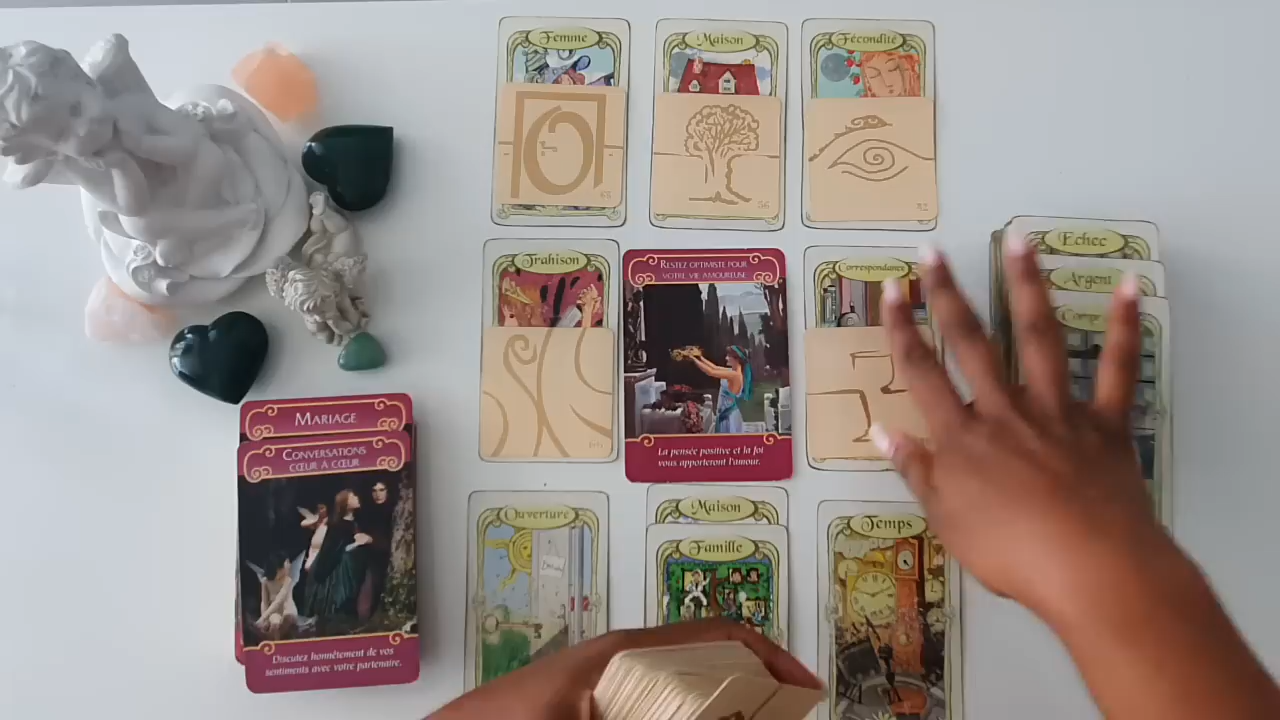 Femme
Maison
Fécondité
65
56
Trahison
RESTEZ OPTIMISTE POUR
VOTRE VIE AMOUREUSE
Correspondance
La pensée positive et la foi
vous apporteront l'amour.
Echec
Argent
MARIAGE
CONVERSATIONS
CŒUR À CŒUR
Discutez honnêtement de vos
sentiments avec votre partenaire.
Ouverture
Maison
Famille
Temps